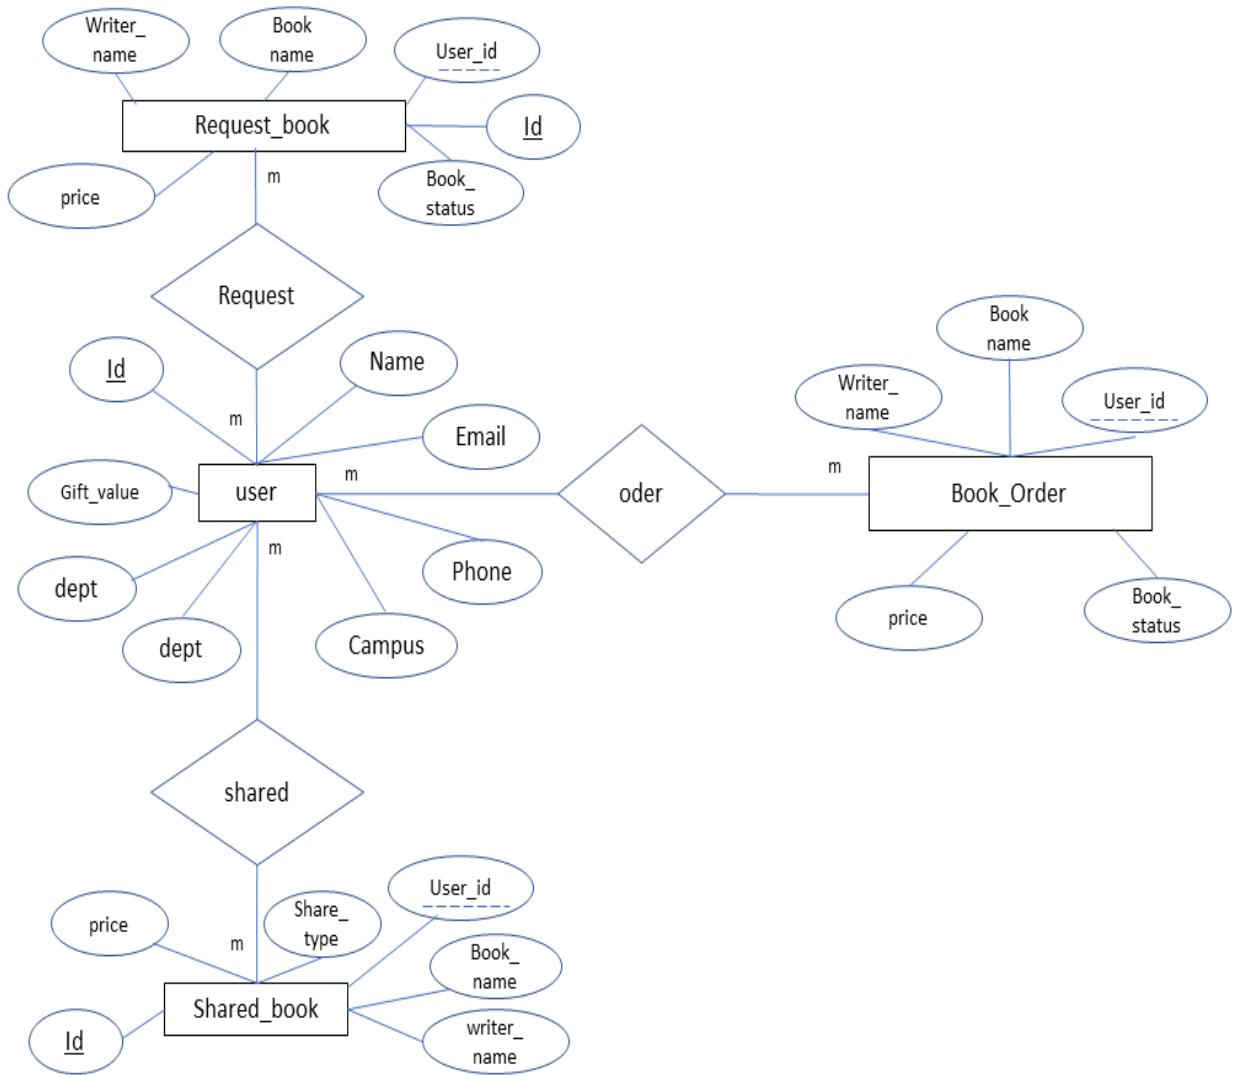 Writer_
name
Book
name
User_id
Request_book
Id
price
m
Book_
status
Request
Id
Name
m
Email
Gift_value
user
m
m
dept
dept
Phone
Campus
oder
m
Book
name
Writer_
name
User_id
Book_Order
price
Book_
status
shared
price
m
Share_
type
User_id
Book_
name
Shared_book
Id
writer_
name